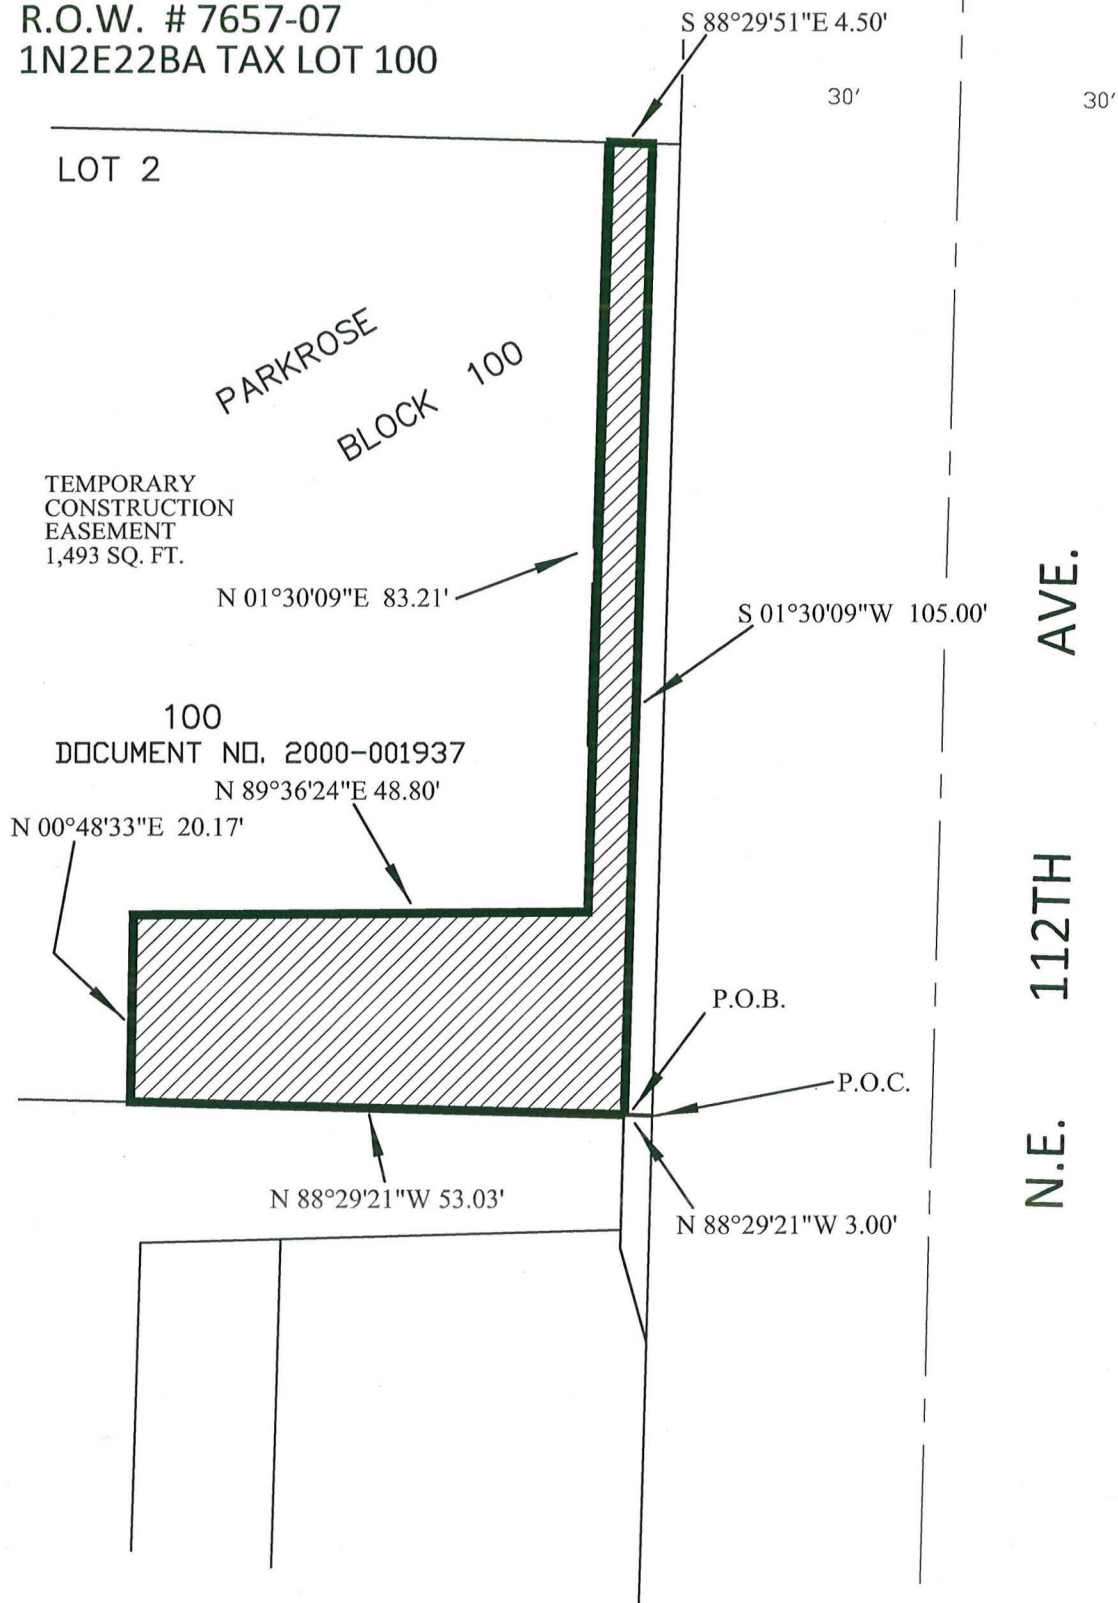 R.O.W. # 7657-07
1N2E22BA TAX LOT 100
S 88°29'51"E 4.50'
30'
30'
LOT 2
PARKROSE
BLOCK 100
TEMPORARY
CONSTRUCTION
EASEMENT
1,493 SQ. FT.
N 01°30'09"E 83.21'
S 01°30'09"W 105.00'
100
DOCUMENT NO. 2000-001937
N 89°36'24"E 48.80'
N 00°48'33"E 20.17'
P.O.B.
P.O.C.
N 88°29'21"W 53.03'
N 88°29'21"W 3.00'
N.E. 112TH AVE.